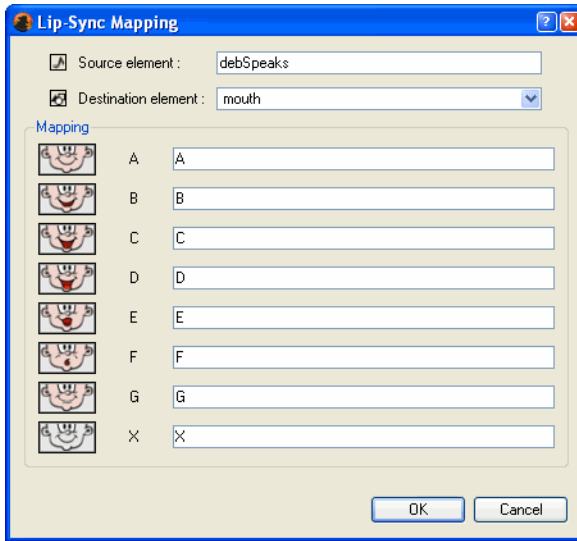 Lip-Sync Mapping
Source element : debSpeaks
Destination element : mouth
Mapping
A A
B B
C C
D D
E E
F F
G G
X X
OK Cancel